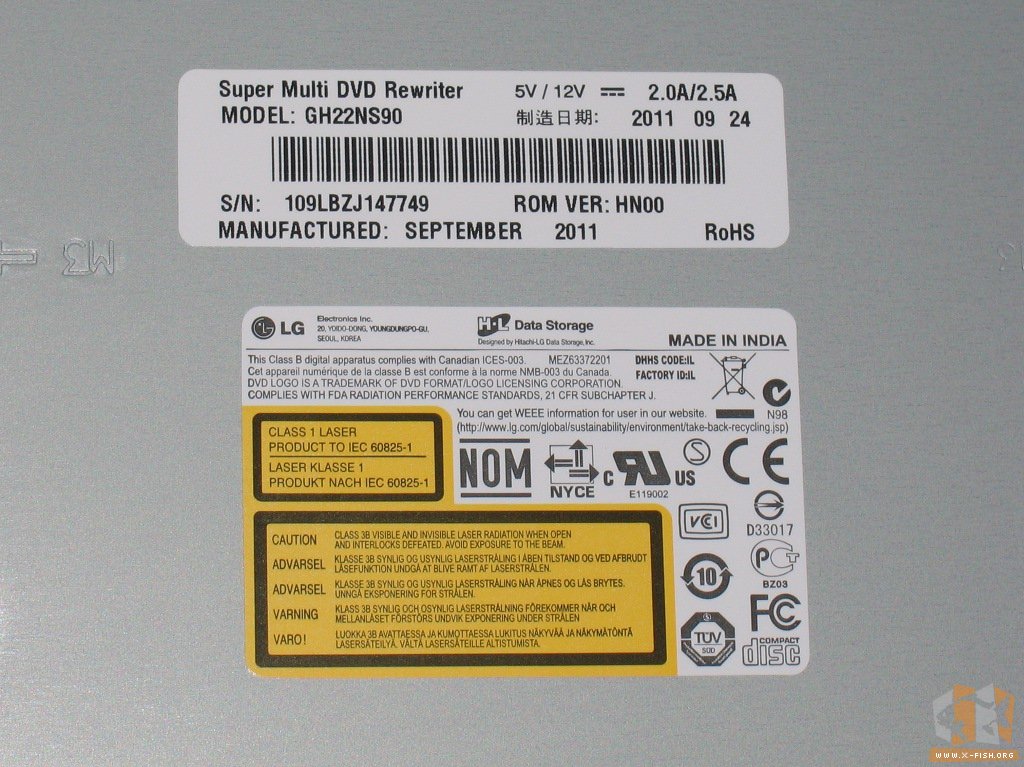 Super Multi DVD Rewriter 5V / 12V 2.0A/2.5A
MODEL: GH22NS90 制造日期: 2011 09 24
S/N: 109LBZJ147749 ROM VER: HN00
MANUFACTURED: SEPTEMBER 2011 RoHS
M3
LG Electronics Inc.
20, YOIDO-DONG, YOUNGDUNGPO-GU,
SEOUL, KOREA
H·L Data Storage
Designed by Hitachi-LG Data Storage, Inc.
MADE IN INDIA
This Class B digital apparatus complies with Canadian ICES-003. MEZ63372201
Cet appareil numérique de la classe B est conforme à la norme NMB-003 du Canada.
DVD LOGO IS A TRADEMARK OF DVD FORMAT/LOGO LICENSING CORPORATION.
COMPLIES WITH FDA RADIATION PERFORMANCE STANDARDS, 21 CFR SUBCHAPTER J.
DHHS CODE:IL
FACTORY ID:IL
N98
You can get WEEE information for user in our website.
(http://www.lg.com/global/sustainability/environment/take-back-recycling.jsp)
CLASS 1 LASER
PRODUCT TO IEC 60825-1
LASER KLASSE 1
PRODUKT NACH IEC 60825-1
NOM
NYCE
C US
E119002
S
CE
VCI
D33017
10
PCT
BZ03
FC
TÜV
SÜD
COMPACT
disc
CAUTION CLASS 3B VISIBLE AND INVISIBLE LASER RADIATION WHEN OPEN
AND INTERLOCKS DEFEATED. AVOID EXPOSURE TO THE BEAM.
ADVARSEL KLASSE 3B SYNLIG OG USYNLIG LASERSTRÅLING I ÅBEN TILSTAND OG VED AFBRUDT
LÅSEFUNKTION UNDGÅ AT BLIVE RAMT AF LASERSTRÅLEN.
ADVARSEL KLASSE 3B SYNLIG OG USYNLIG LASERSTRÅLING NÅR ÅPNES OG LÅS BRYTES.
UNNGÅ EKSPONERING FOR STRÅLEN.
VARNING KLASS 3B SYNLIG OCH OSYNLIG LASERSTRÅLNING FÖREKOMMER NÄR OCH
MELLANLÅSET FÖRSTÖRS UNDVIK EXPONERING UNDER STRÅLEN
VARO! LUOKKA 3B AVATTAESSA JA KUMOTTAESSA LUKITUS NÄKYVÄÄ JA NÄKYMÄTÖNTÄ
LASERSÄTEILYÄ. VÄLTÄ LASERSÄTEILLE ALTISTUMISTA.
WWW.X-FISH.ORG